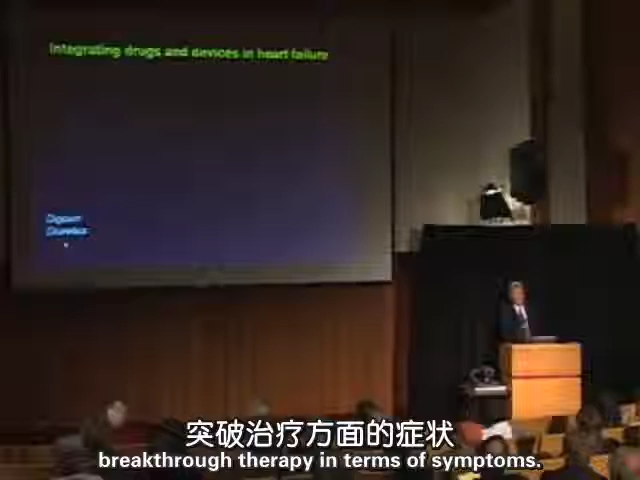 Integrating drugs and devices in heart failure
Digoxin
Diuretics
突破治疗方面的症状
breakthrough therapy in terms of symptoms.